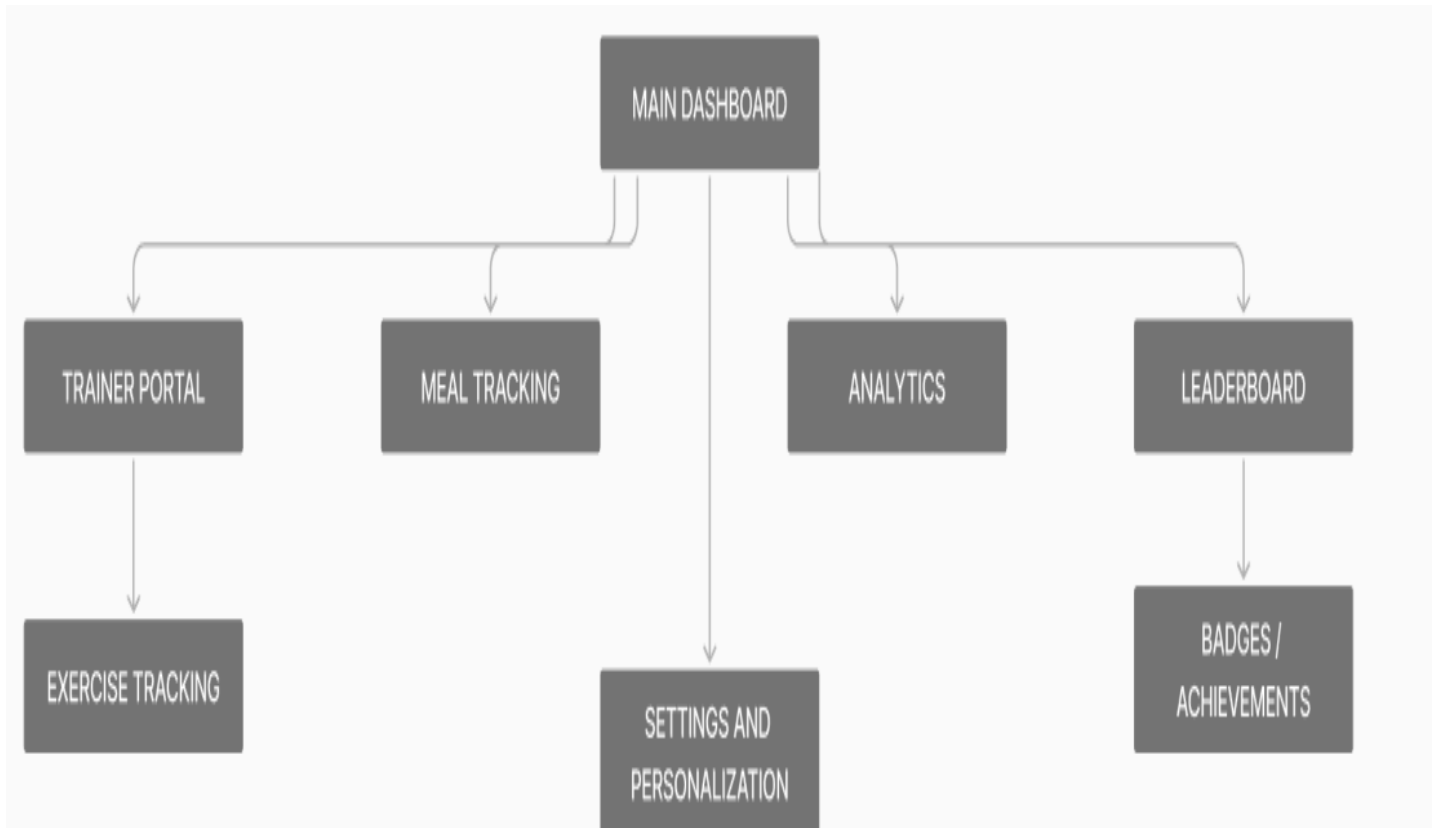 MAIN DASHBOARD
TRAINER PORTAL
MEAL TRACKING
ANALYTICS
LEADERBOARD
EXERCISE TRACKING
SETTINGS AND
PERSONALIZATION
BADGES /
ACHIEVEMENTS